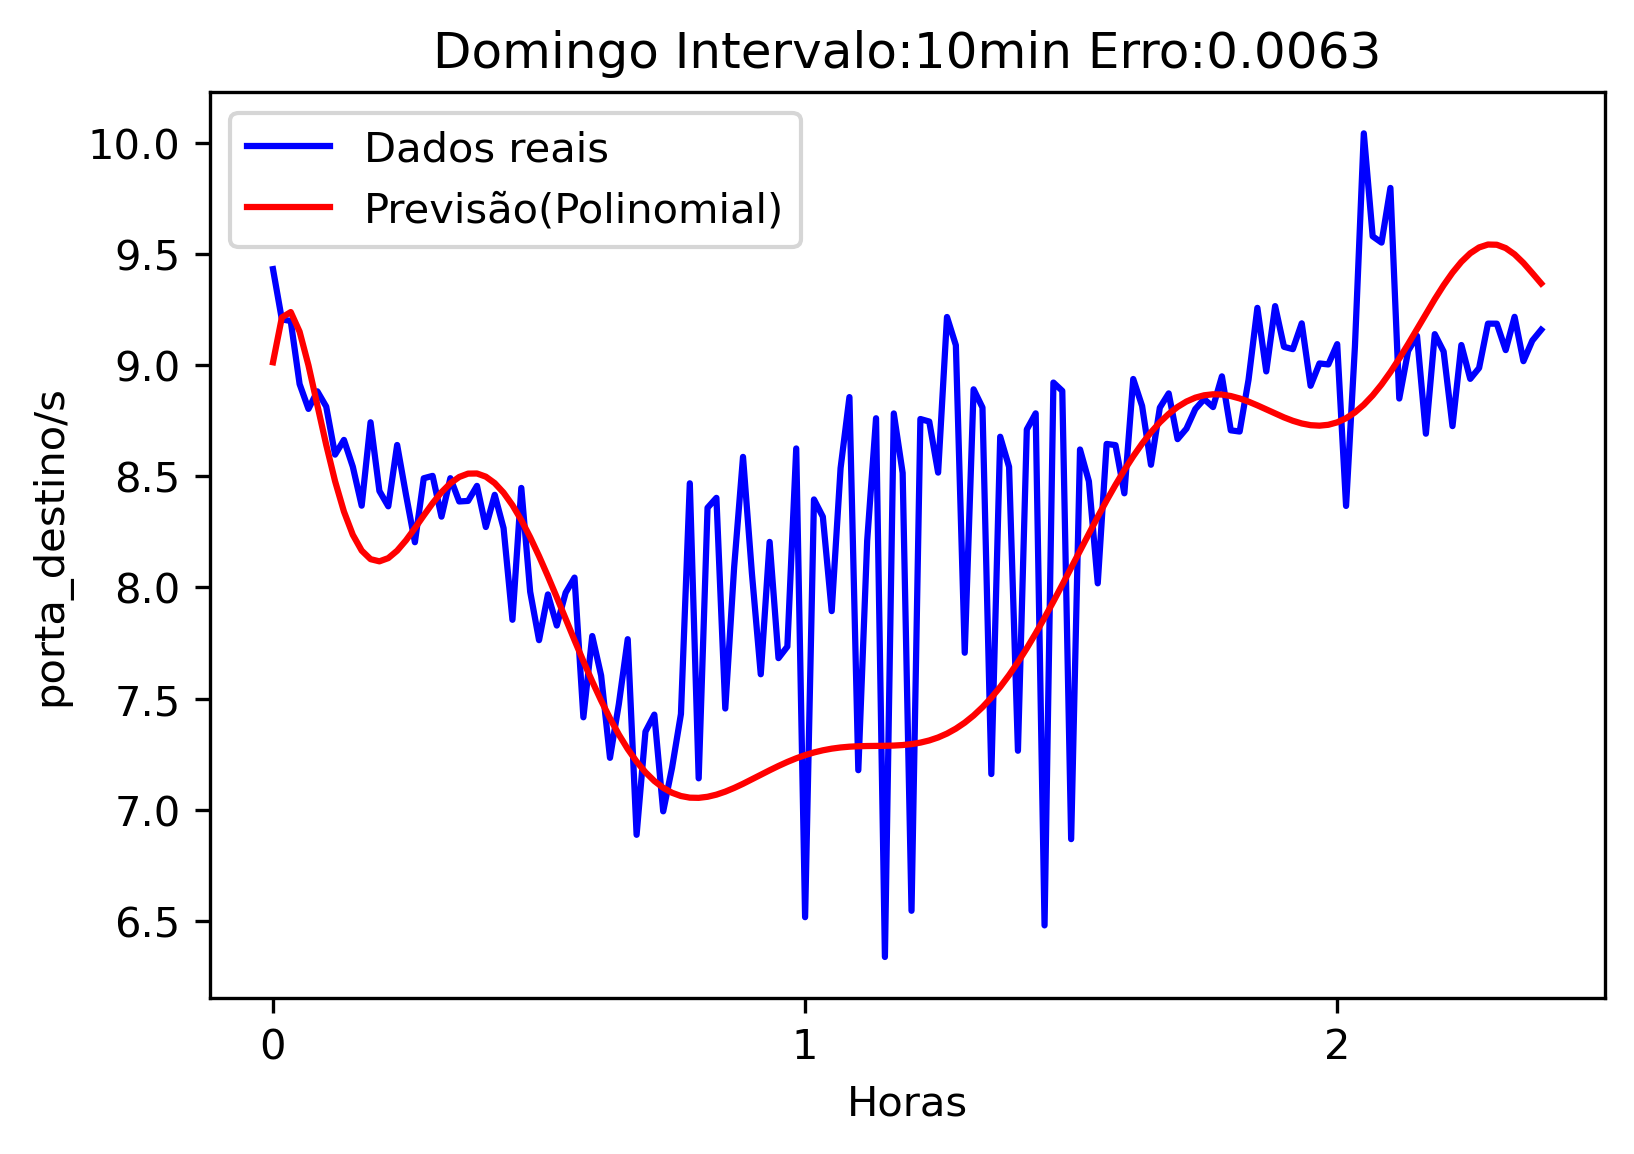 Domingo Intervalo:10min Erro:0.0063
Dados reais
Previsão(Polinomial)
10.0
9.5
9.0
8.5
8.0
7.5
7.0
6.5
porta_destino/s
0 1 2
Horas